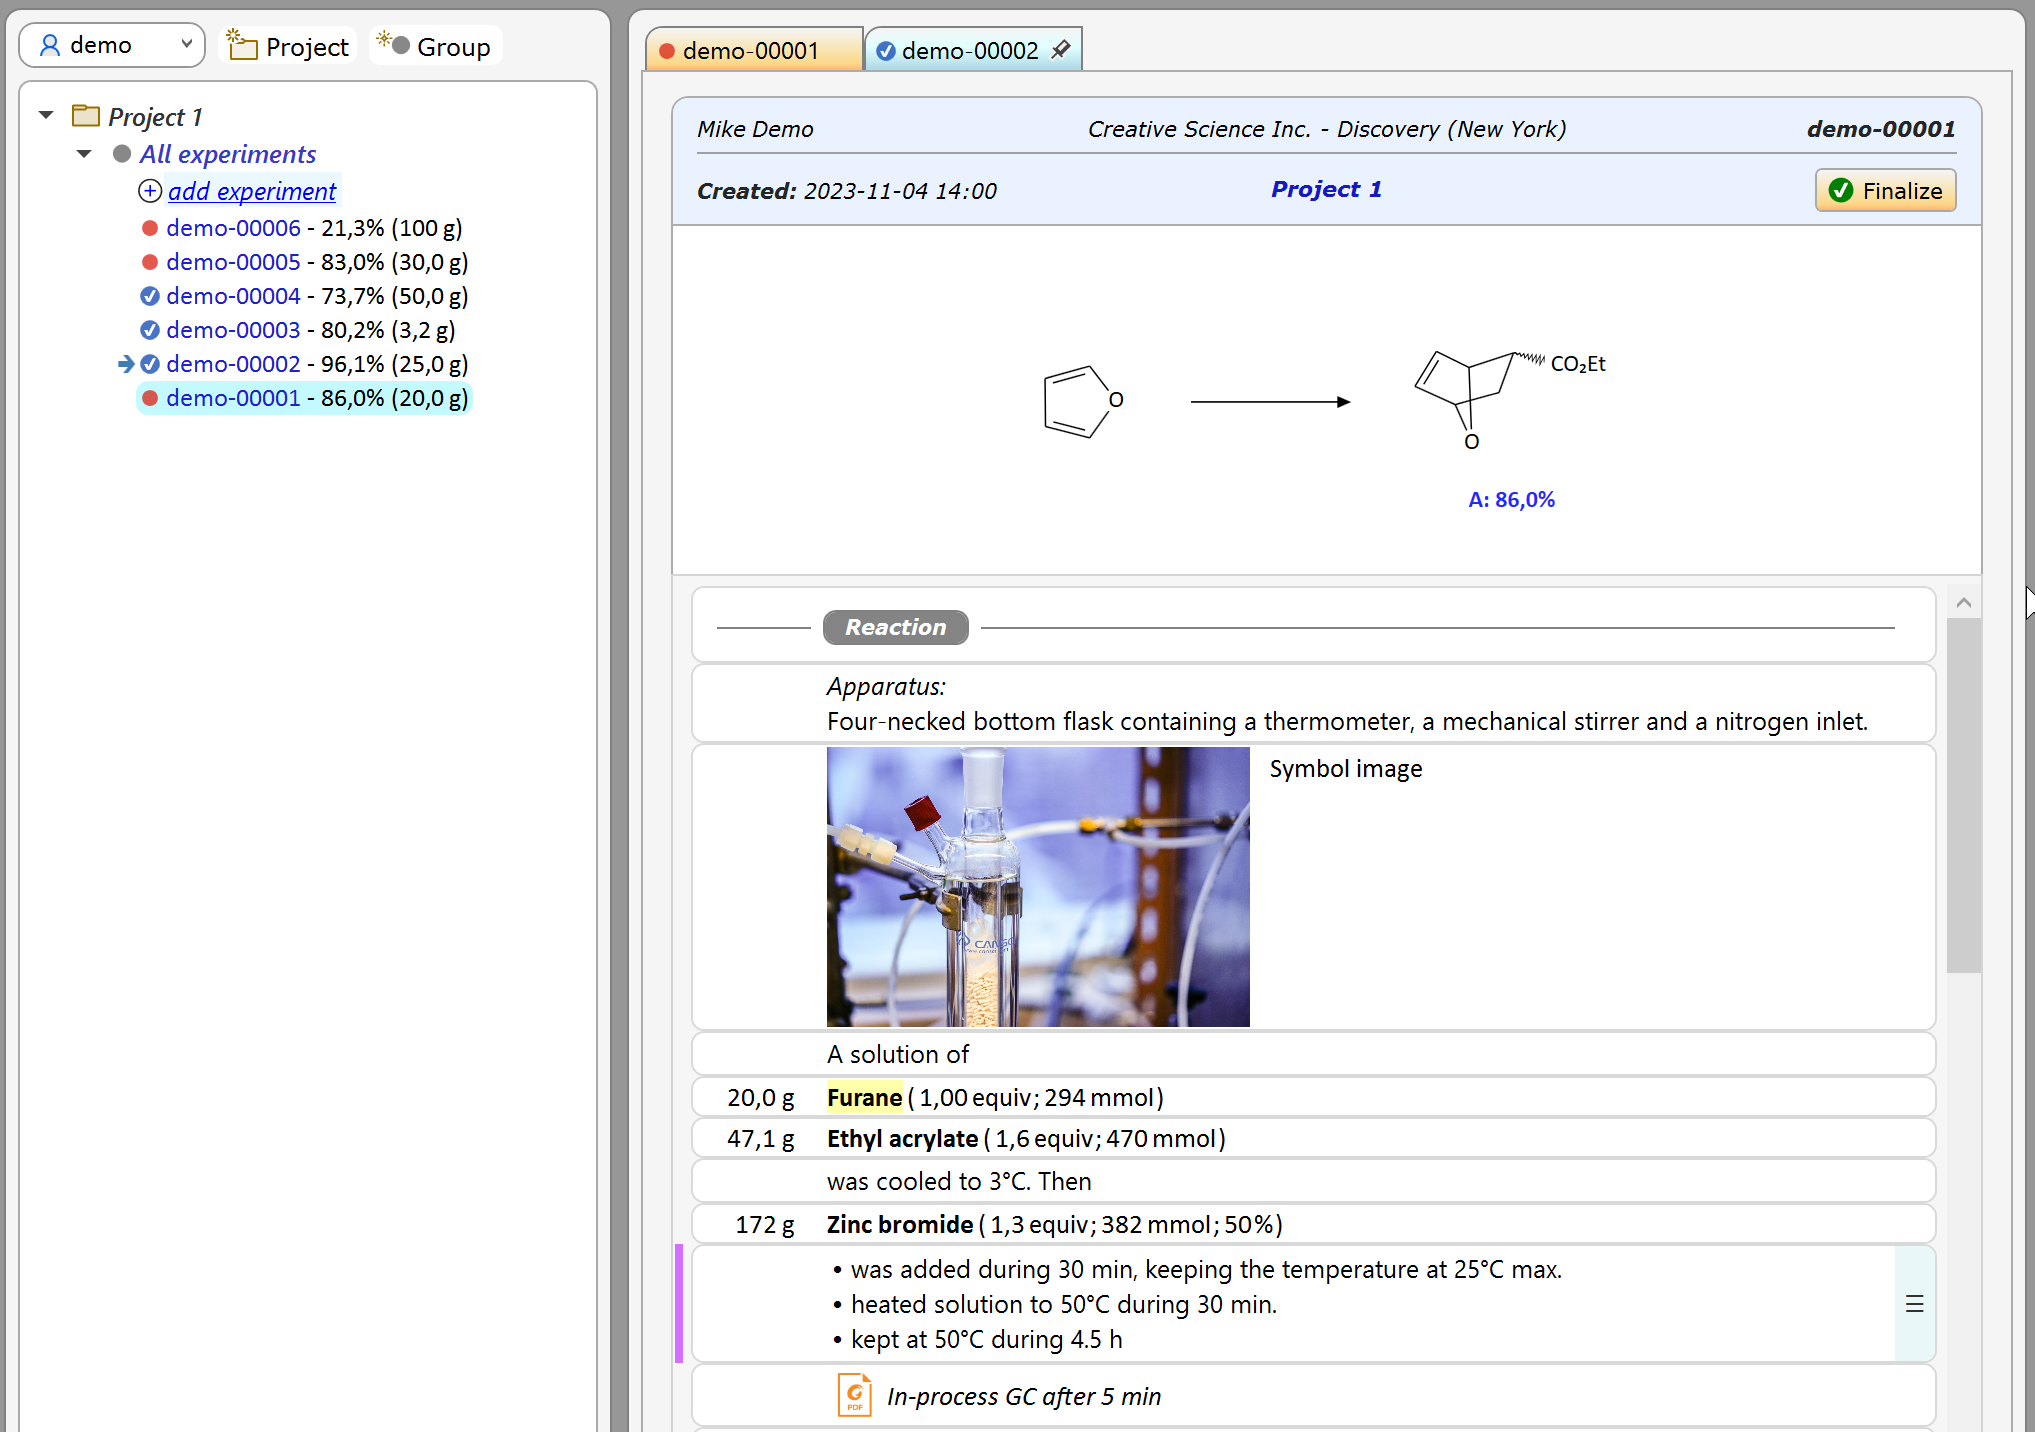 demo
Project
Group
Project 1
All experiments
add experiment
demo-00006 - 21,3% (100 g)
demo-00005 - 83,0% (30,0 g)
demo-00004 - 73,7% (50,0 g)
demo-00003 - 80,2% (3,2 g)
demo-00002 - 96,1% (25,0 g)
demo-00001 - 86,0% (20,0 g)
demo-00001
demo-00002
Mike Demo Creative Science Inc. - Discovery (New York) demo-00001
Created: 2023-11-04 14:00 Project 1 Finalize
CO₂Et
O
O
A: 86,0%
Reaction
Apparatus:
Four-necked bottom flask containing a thermometer, a mechanical stirrer and a nitrogen inlet.
Symbol image
A solution of
20,0 g Furane ( 1,00 equiv; 294 mmol)
47,1 g Ethyl acrylate ( 1,6 equiv; 470 mmol)
was cooled to 3°C. Then
172 g Zinc bromide ( 1,3 equiv; 382 mmol; 50%)
• was added during 30 min, keeping the temperature at 25°C max.
• heated solution to 50°C during 30 min.
• kept at 50°C during 4.5 h
PDF
In-process GC after 5 min